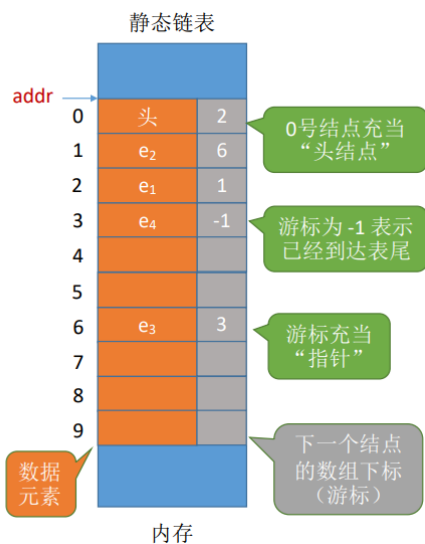 静态链表
addr
0 头 2
0号结点充当
“头结点”
1 e₂ 6
2 e₁ 1
3 e₄ -1
游标为 -1 表示
已经到达表尾
4
5
6 e₃ 3
游标充当
“指针”
7
8
9
下一个结点
的数组下标
（游标）
数据
元素
内存